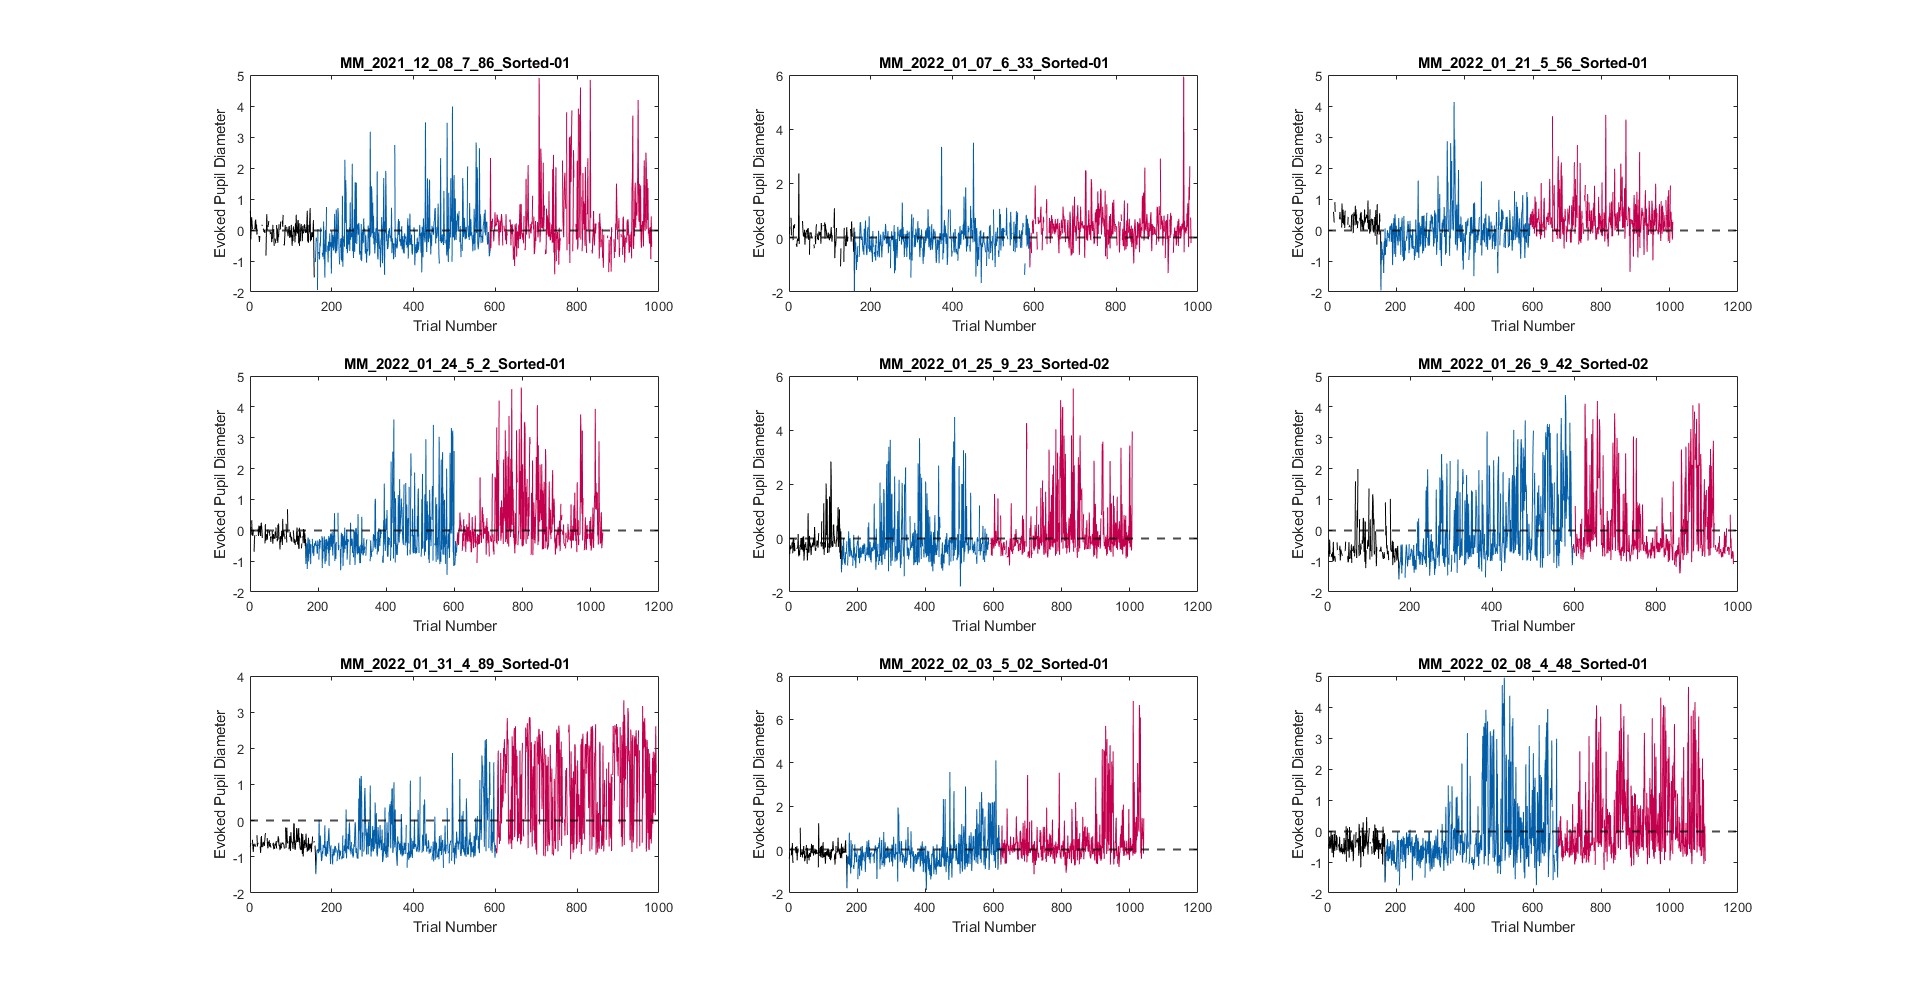 MM_2021_12_08_7_86_Sorted-01
Evoked Pupil Diameter
5
4
3
2
1
0
-1
-2
0 200 400 600 800 1000
Trial Number
MM_2022_01_07_6_33_Sorted-01
Evoked Pupil Diameter
6
4
2
0
-2
0 200 400 600 800 1000
Trial Number
MM_2022_01_21_5_56_Sorted-01
Evoked Pupil Diameter
5
4
3
2
1
0
-1
-2
0 200 400 600 800 1000 1200
Trial Number
MM_2022_01_24_5_2_Sorted-01
Evoked Pupil Diameter
5
4
3
2
1
0
-1
-2
0 200 400 600 800 1000 1200
Trial Number
MM_2022_01_25_9_23_Sorted-02
Evoked Pupil Diameter
6
4
2
0
-2
0 200 400 600 800 1000 1200
Trial Number
MM_2022_01_26_9_42_Sorted-02
Evoked Pupil Diameter
5
4
3
2
1
0
-1
-2
0 200 400 600 800 1000
Trial Number
MM_2022_01_31_4_89_Sorted-01
Evoked Pupil Diameter
4
3
2
1
0
-1
-2
0 200 400 600 800 1000
Trial Number
MM_2022_02_03_5_02_Sorted-01
Evoked Pupil Diameter
8
6
4
2
0
-2
0 200 400 600 800 1000 1200
Trial Number
MM_2022_02_08_4_48_Sorted-01
Evoked Pupil Diameter
5
4
3
2
1
0
-1
-2
0 200 400 600 800 1000 1200
Trial Number